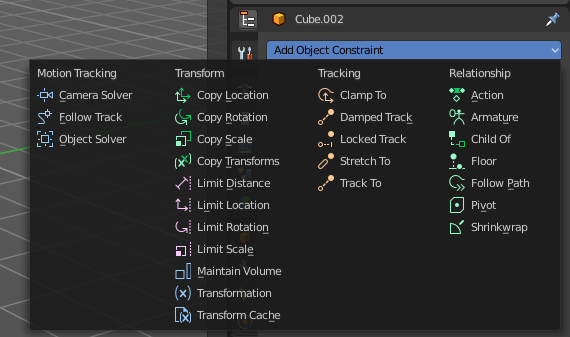 Cube.002
Add Object Constraint
Motion Tracking
Camera Solver
Follow Track
Object Solver
Transform
Copy Location
Copy Rotation
Copy Scale
Copy Transforms
Limit Distance
Limit Location
Limit Rotation
Limit Scale
Maintain Volume
Transformation
Transform Cache
Tracking
Clamp To
Damped Track
Locked Track
Stretch To
Track To
Relationship
Action
Armature
Child Of
Floor
Follow Path
Pivot
Shrinkwrap